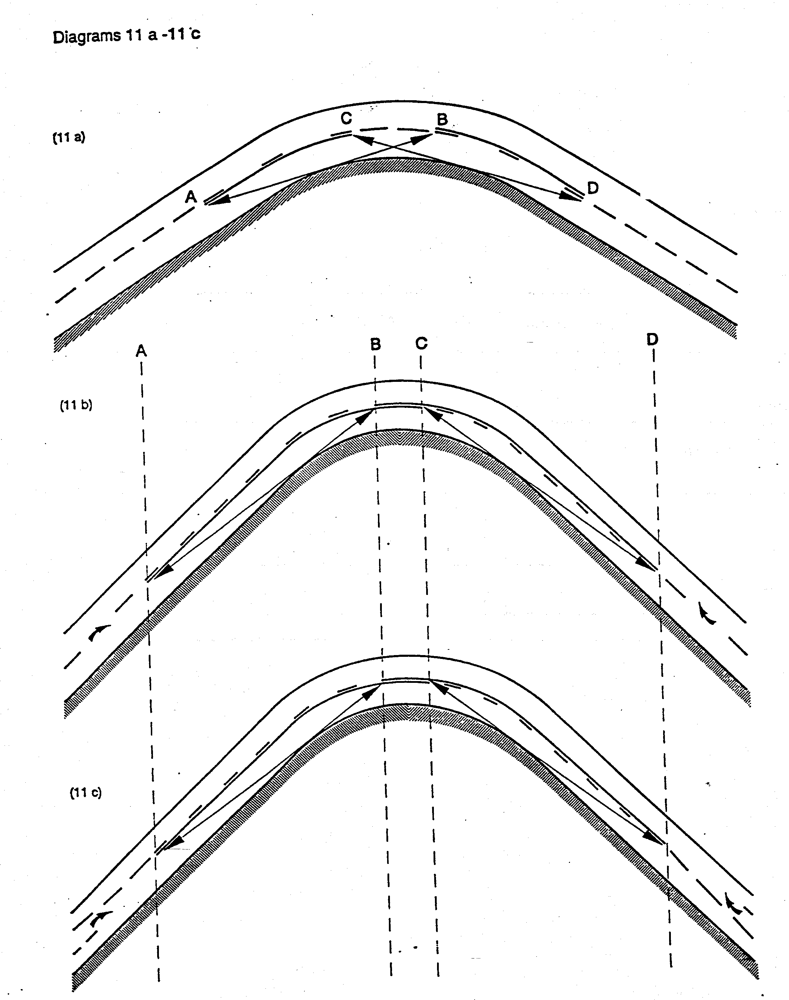 Diagrams 11 a -11 c
C B
(11 a)
A D
A B C D
(11 b)
(11 c)